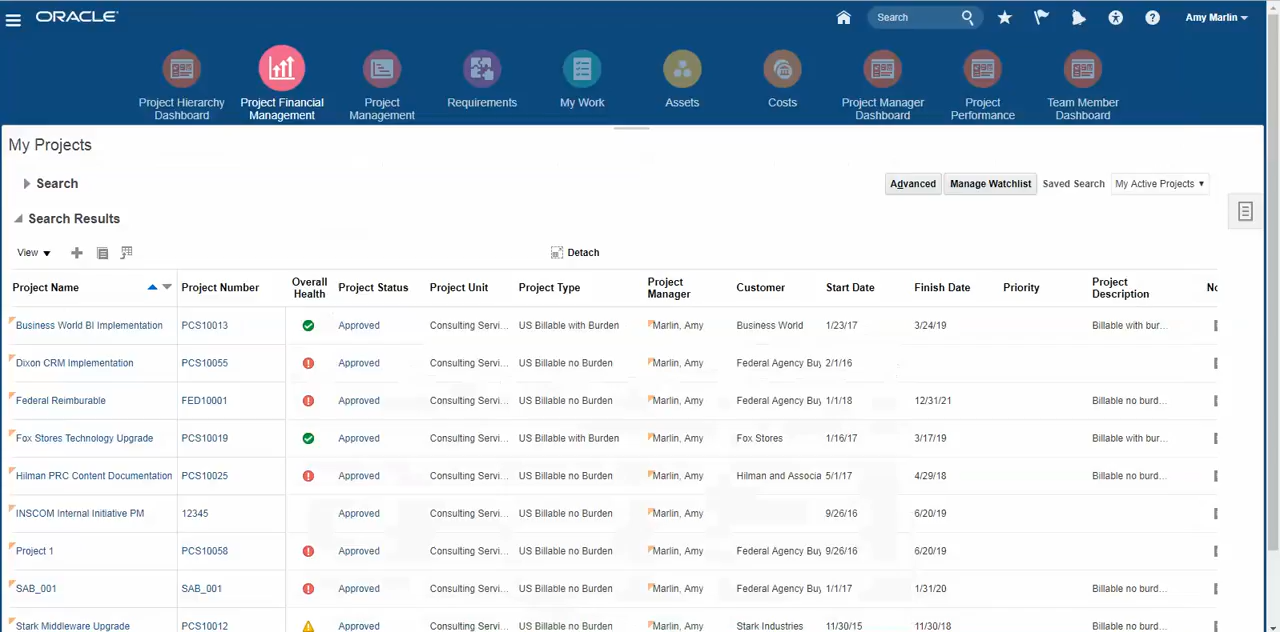 ORACLE
Search
Amy Marlin
Project Hierarchy Dashboard
Project Financial Management
Project Management
Requirements
My Work
Assets
Costs
Project Manager Dashboard
Project Performance
Team Member Dashboard
My Projects
Search
Advanced Manage Watchlist Saved Search My Active Projects
Search Results
View Detach
Project Name Project Number Overall Health Project Status Project Unit Project Type Project Manager Customer Start Date Finish Date Priority Project Description
Business World BI Implementation PCS10013 Approved Consulting Servi... US Billable with Burden Marlin, Amy Business World 1/23/17 3/24/19 Billable with bur...
Dixon CRM Implementation PCS10055 Approved Consulting Servi... US Billable no Burden Marlin, Amy Federal Agency Buy 2/1/16
Federal Reimburable FED10001 Approved Consulting Servi... US Billable no Burden Marlin, Amy Federal Agency Buy 1/1/18 12/31/21 Billable no burd...
Fox Stores Technology Upgrade PCS10019 Approved Consulting Servi... US Billable with Burden Marlin, Amy Fox Stores 1/16/17 3/17/19 Billable with bur...
Hilman PRC Content Documentation PCS10025 Approved Consulting Servi... US Billable no Burden Marlin, Amy Hilman and Associa 5/1/17 4/29/18 Billable no burd...
INSCOM Internal Initiative PM 12345 Approved Consulting Servi... US Billable no Burden Marlin, Amy 9/26/16 6/20/19
Project 1 PCS10058 Approved Consulting Servi... US Billable no Burden Marlin, Amy Federal Agency Buy 9/26/16 6/20/19
SAB_001 SAB_001 Approved Consulting Servi... US Billable no Burden Marlin, Amy Federal Agency Buy 1/1/17 1/31/20 Billable no burd...
Stark Middleware Upgrade PCS10012 Approved Consulting Servi... US Billable no Burden Marlin, Amy Stark Industries 11/30/15 11/30/18 Billable no burd...